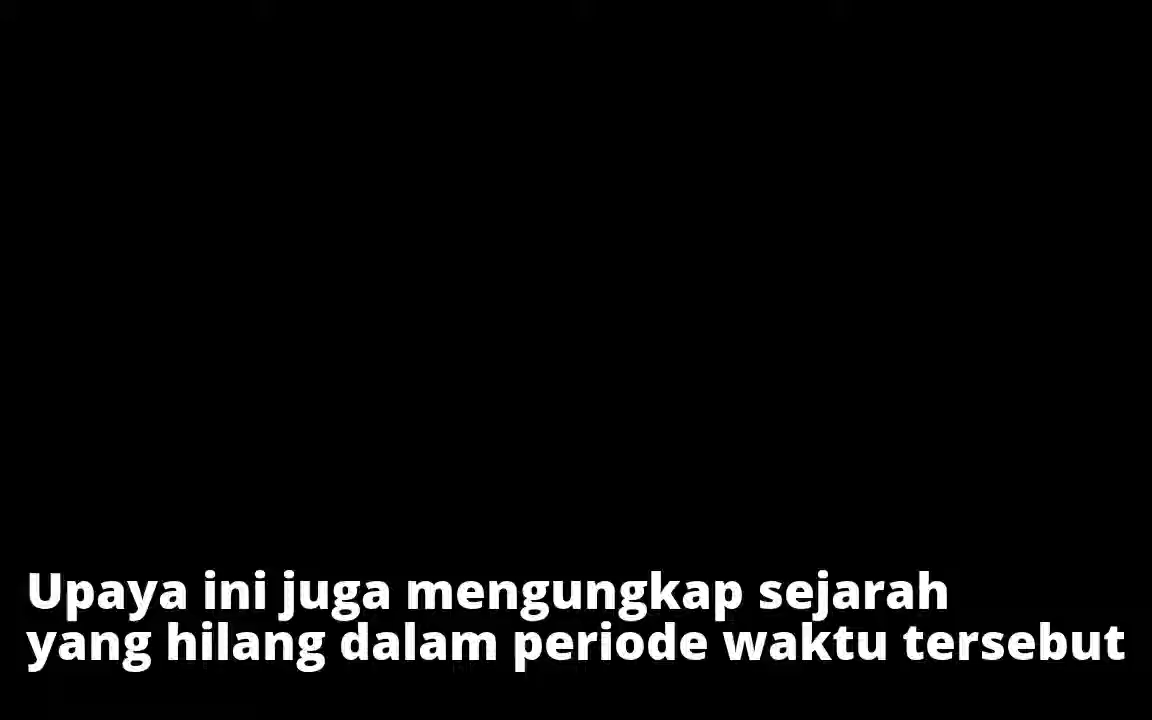 Upaya ini juga mengungkap sejarah
yang hilang dalam periode waktu tersebut